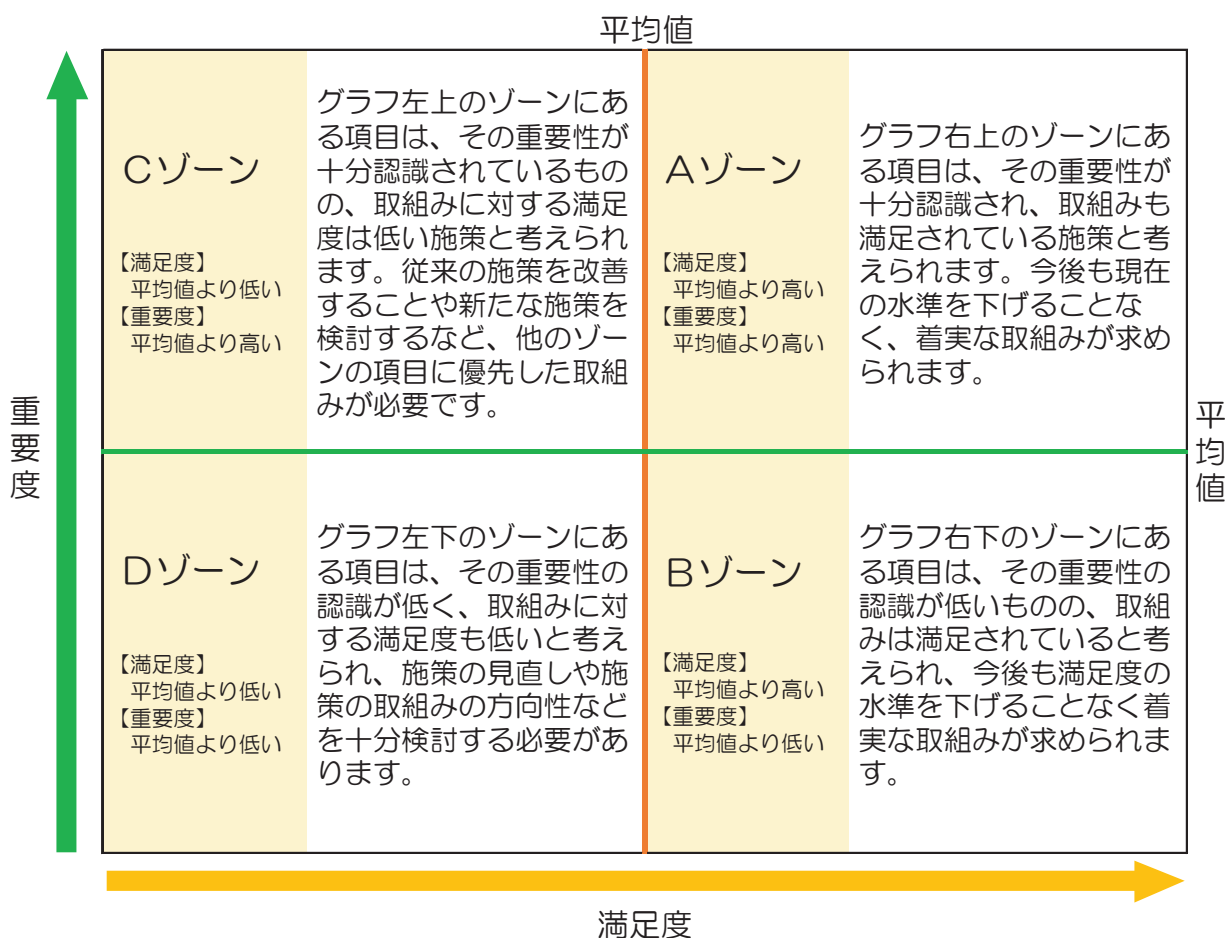 平均値
Cゾーン
【満足度】
平均値より低い
【重要度】
平均値より高い
グラフ左上のゾーンにあ
る項目は、その重要性が
十分認識されているもの
の、取組みに対する満足
度は低い施策と考えられ
ます。従来の施策を改善
することや新たな施策を
検討するなど、他のゾー
ンの項目に優先した取組
みが必要です。
Aゾーン
【満足度】
平均値より高い
【重要度】
平均値より高い
グラフ右上のゾーンにあ
る項目は、その重要性が
十分認識され、取組みも
満足されている施策と考
えられます。今後も現在
の水準を下げることな
く、着実な取組みが求め
られます。
重要度
平均値
Dゾーン
【満足度】
平均値より低い
【重要度】
平均値より低い
グラフ左下のゾーンにあ
る項目は、その重要性の
認識が低く、取組みに対
する満足度も低いと考え
られ、施策の見直しや施
策の取組みの方向性など
を十分検討する必要があ
ります。
Bゾーン
【満足度】
平均値より高い
【重要度】
平均値より低い
グラフ右下のゾーンにあ
る項目は、その重要性の
認識が低いものの、取組
みは満足されていると考
えられ、今後も満足度の
水準を下げることなく着
実な取組みが求められま
す。
満足度